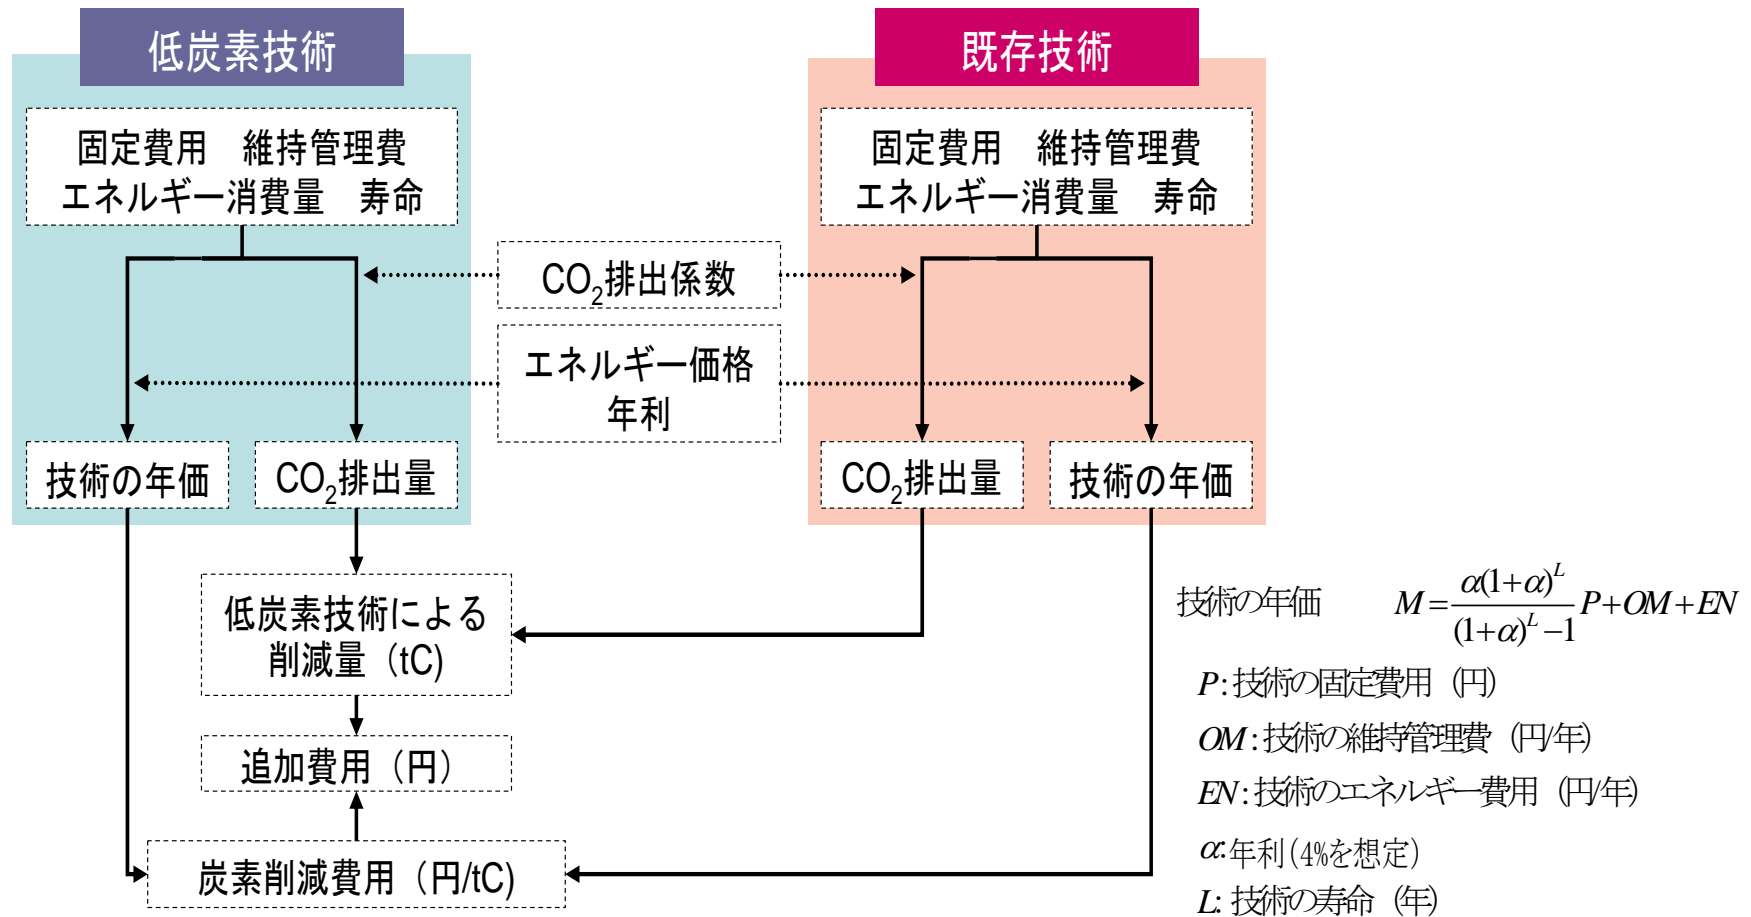 低炭素技術
既存技術
固定費用　維持管理費
エネルギー消費量　寿命
固定費用　維持管理費
エネルギー消費量　寿命
CO₂排出係数
エネルギー価格
年利
技術の年価
CO₂排出量
CO₂排出量
技術の年価
低炭素技術による
削減量（tC)
追加費用（円）
炭素削減費用（円/tC)
技術の年価　M=\frac{α(1+α)^L}{(1+α)^L−1}P+OM+EN
P:技術の固定費用（円）
OM:技術の維持管理費（円/年）
EN:技術のエネルギー費用（円/年）
α:年利(4%を想定)
L:技術の寿命（年）